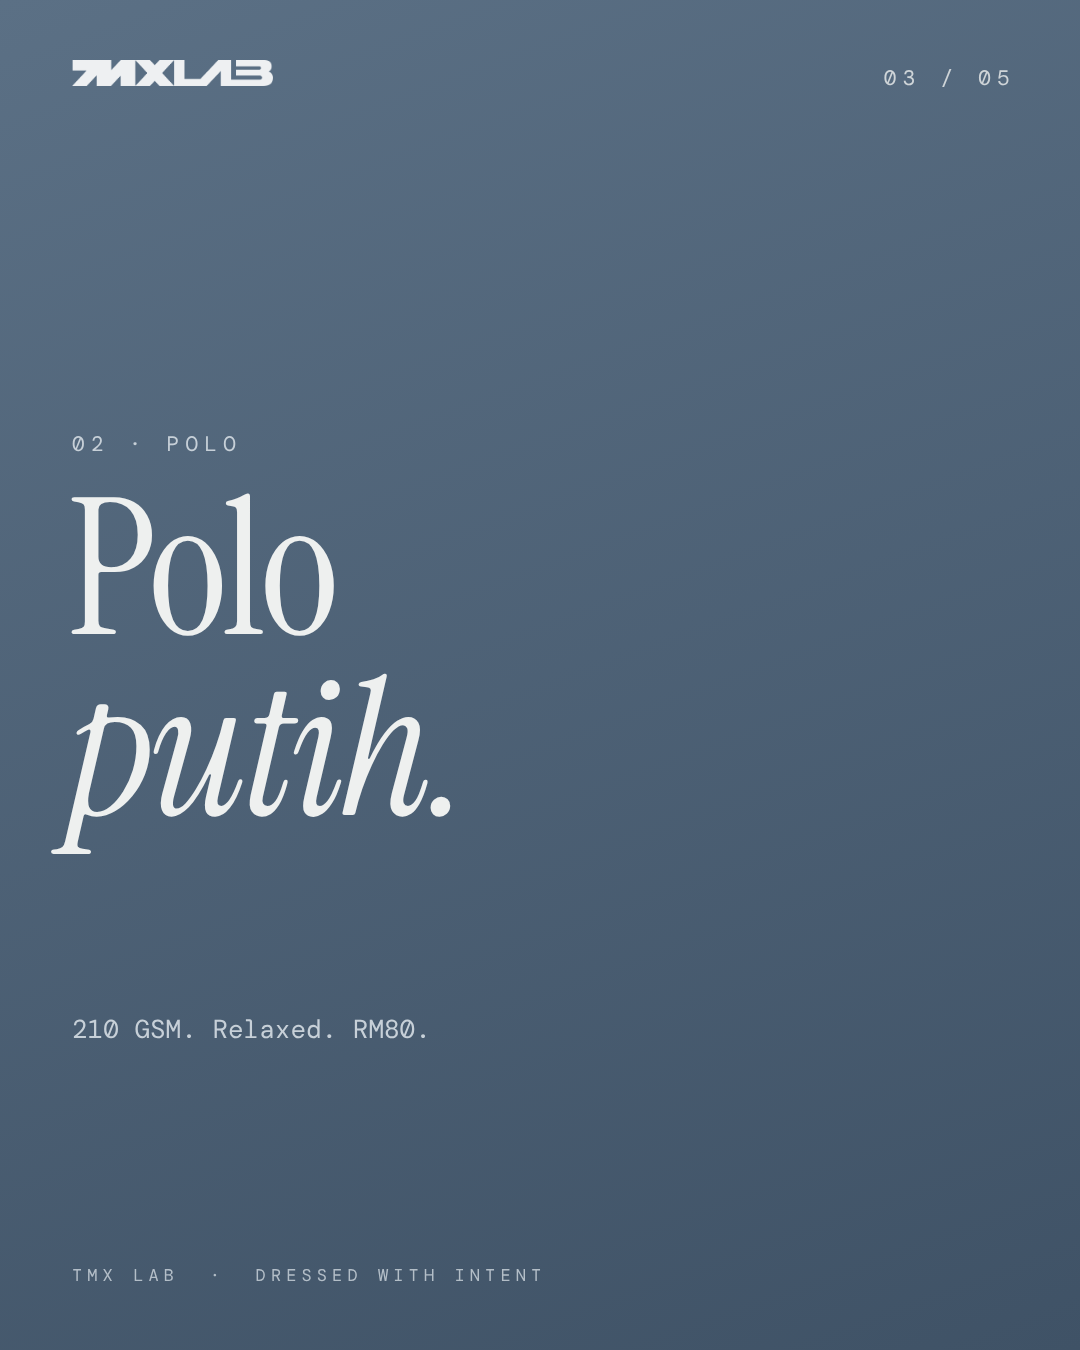 TMXLAB
03 / 05
02 · POLO
Polo
putih.
210 GSM. Relaxed. RM80.
TMX LAB · DRESSED WITH INTENT